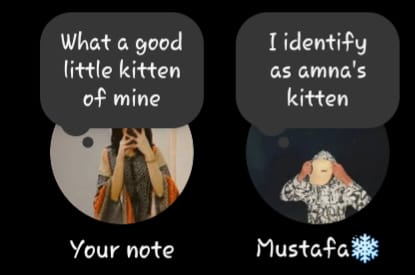 What a good
little kitten
of mine
I identify
as amna's
kitten
Your note
Mustafa❄️